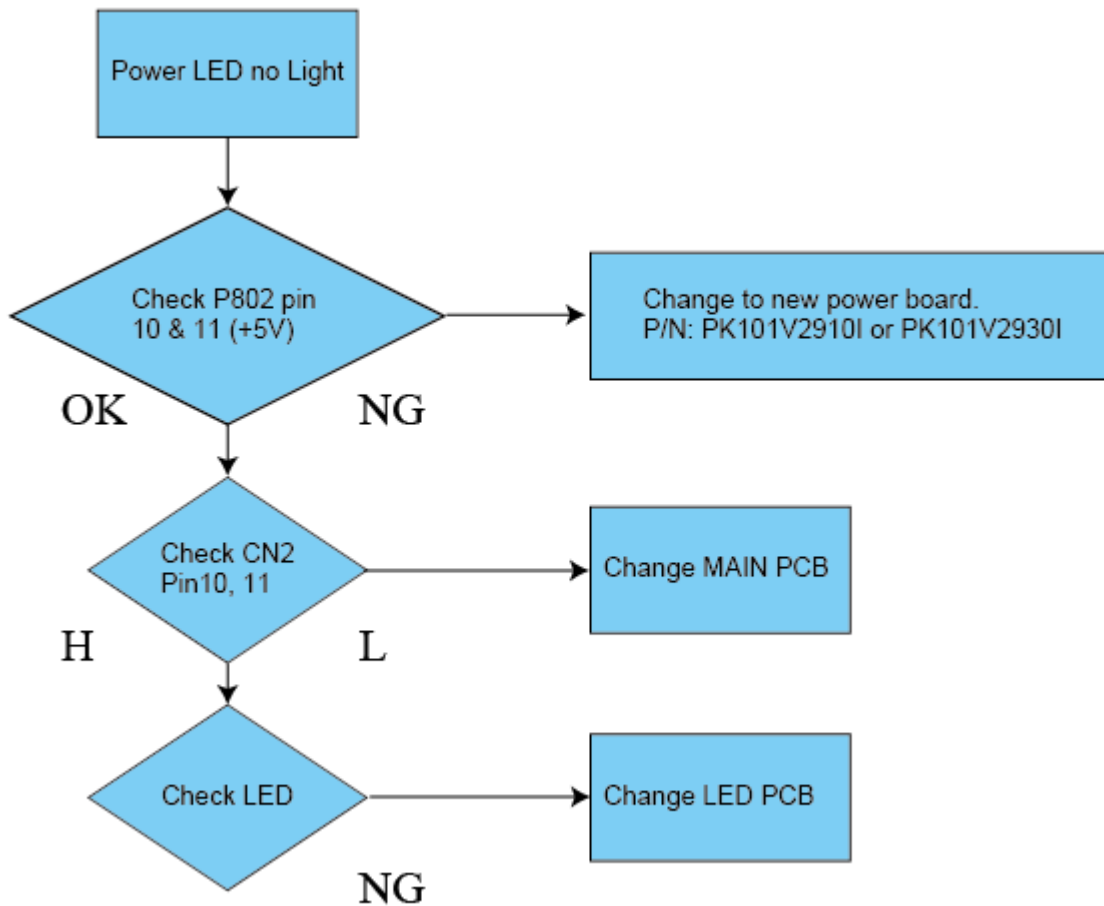 Power LED no Light
Check P802 pin
10 & 11 (+5V)
Change to new power board.
P/N: PK101V2910I or PK101V2930I
OK
NG
Check CN2
Pin10, 11
Change MAIN PCB
H
L
Check LED
Change LED PCB
NG